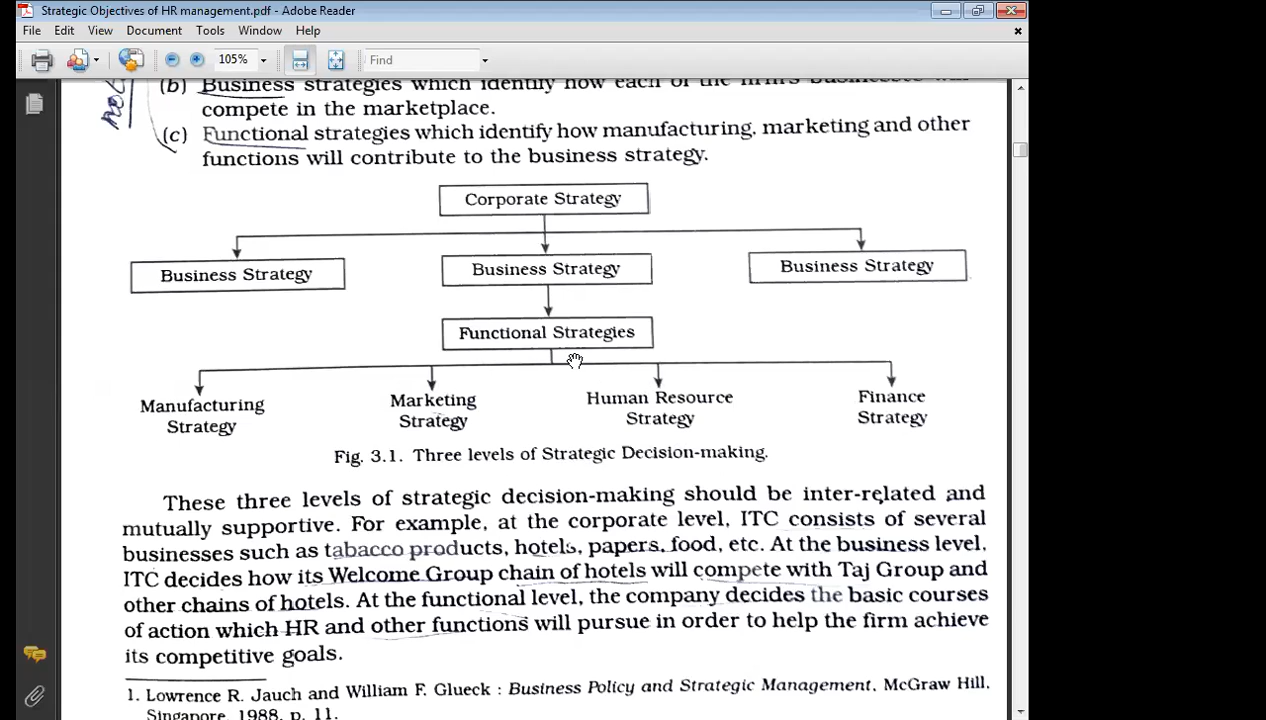 Strategic Objectives of HR management.pdf - Adobe Reader
File Edit View Document Tools Window Help
105% Find
(b) Business strategies which identify how each of the firm's businesses will
compete in the marketplace.
(c) Functional strategies which identify how manufacturing, marketing and other
functions will contribute to the business strategy.
Corporate Strategy
Business Strategy Business Strategy Business Strategy
Functional Strategies
Manufacturing Marketing Human Resource Finance
Strategy Strategy Strategy Strategy
Fig. 3.1. Three levels of Strategic Decision-making.
These three levels of strategic decision-making should be inter-related and
mutually supportive. For example, at the corporate level, ITC consists of several
businesses such as tabacco products, hotels, papers, food, etc. At the business level,
ITC decides how its Welcome Group chain of hotels will compete with Taj Group and
other chains of hotels. At the functional level, the company decides the basic courses
of action which HR and other functions will pursue in order to help the firm achieve
its competitive goals.
1. Lowrence R. Jauch and William F. Glueck : Business Policy and Strategic Management, McGraw Hill,
Singapore, 1988, p. 11.